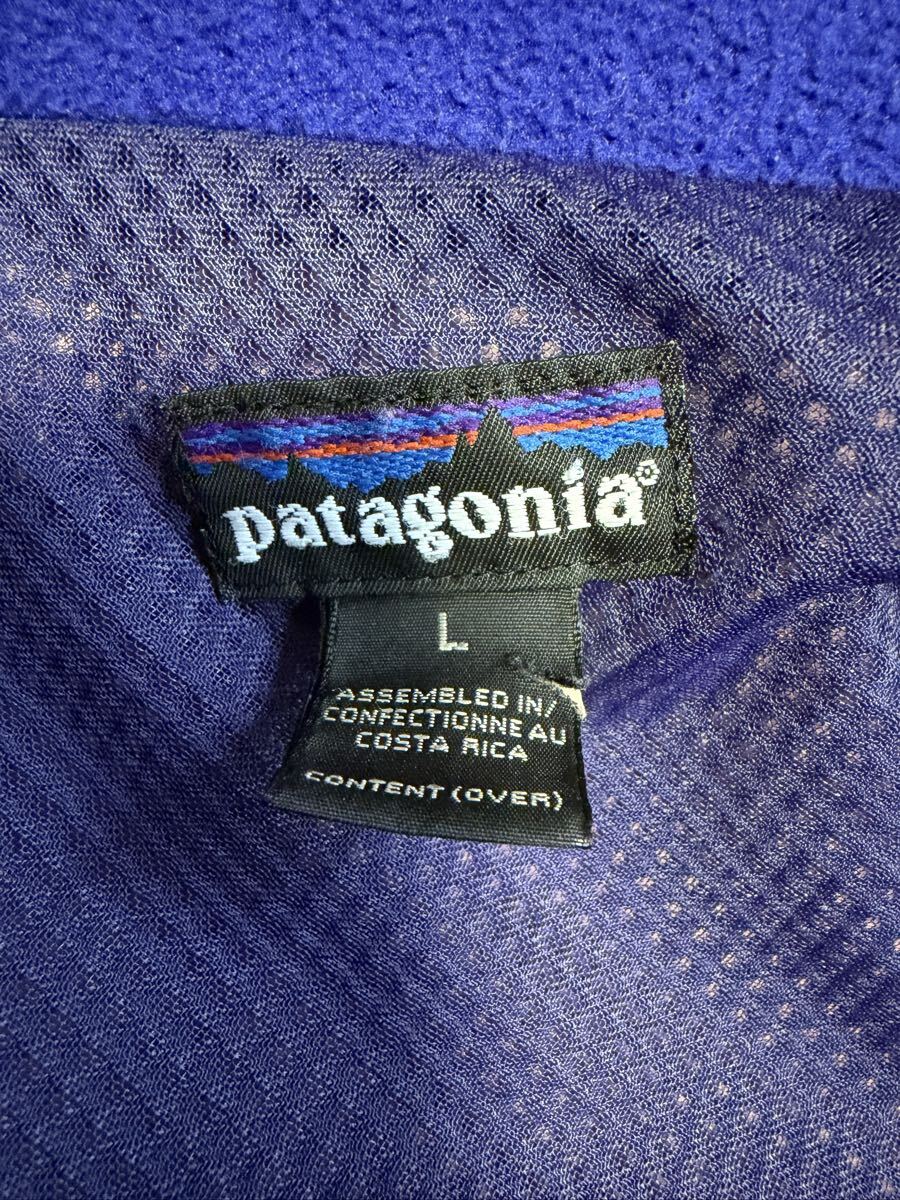 patagonia®
L
ASSEMBLED IN/
CONFECTIONNE AU
COSTA RICA
CONTENT (OVER)